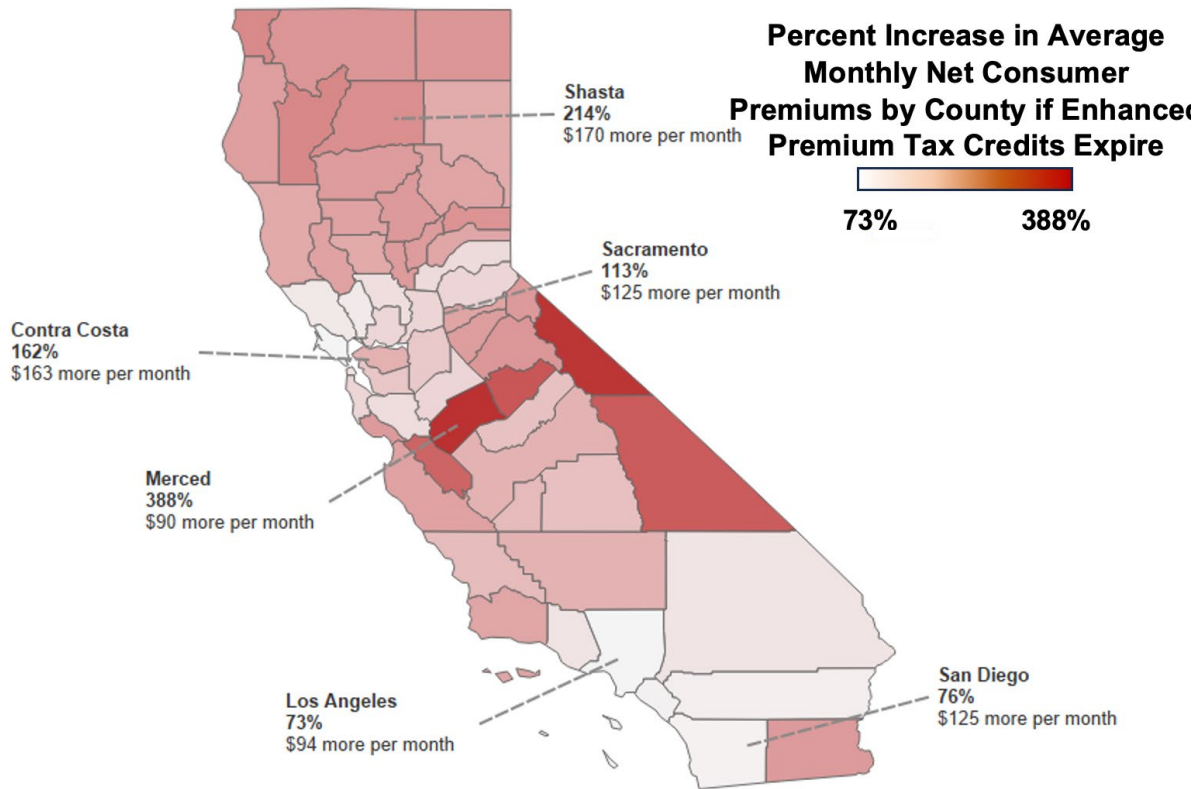 Percent Increase in Average
Monthly Net Consumer
Premiums by County if Enhanced
Premium Tax Credits Expire
73%
388%
Shasta
214%
$170 more per month
Sacramento
113%
$125 more per month
Contra Costa
162%
$163 more per month
Merced
388%
$90 more per month
Los Angeles
73%
$94 more per month
San Diego
76%
$125 more per month